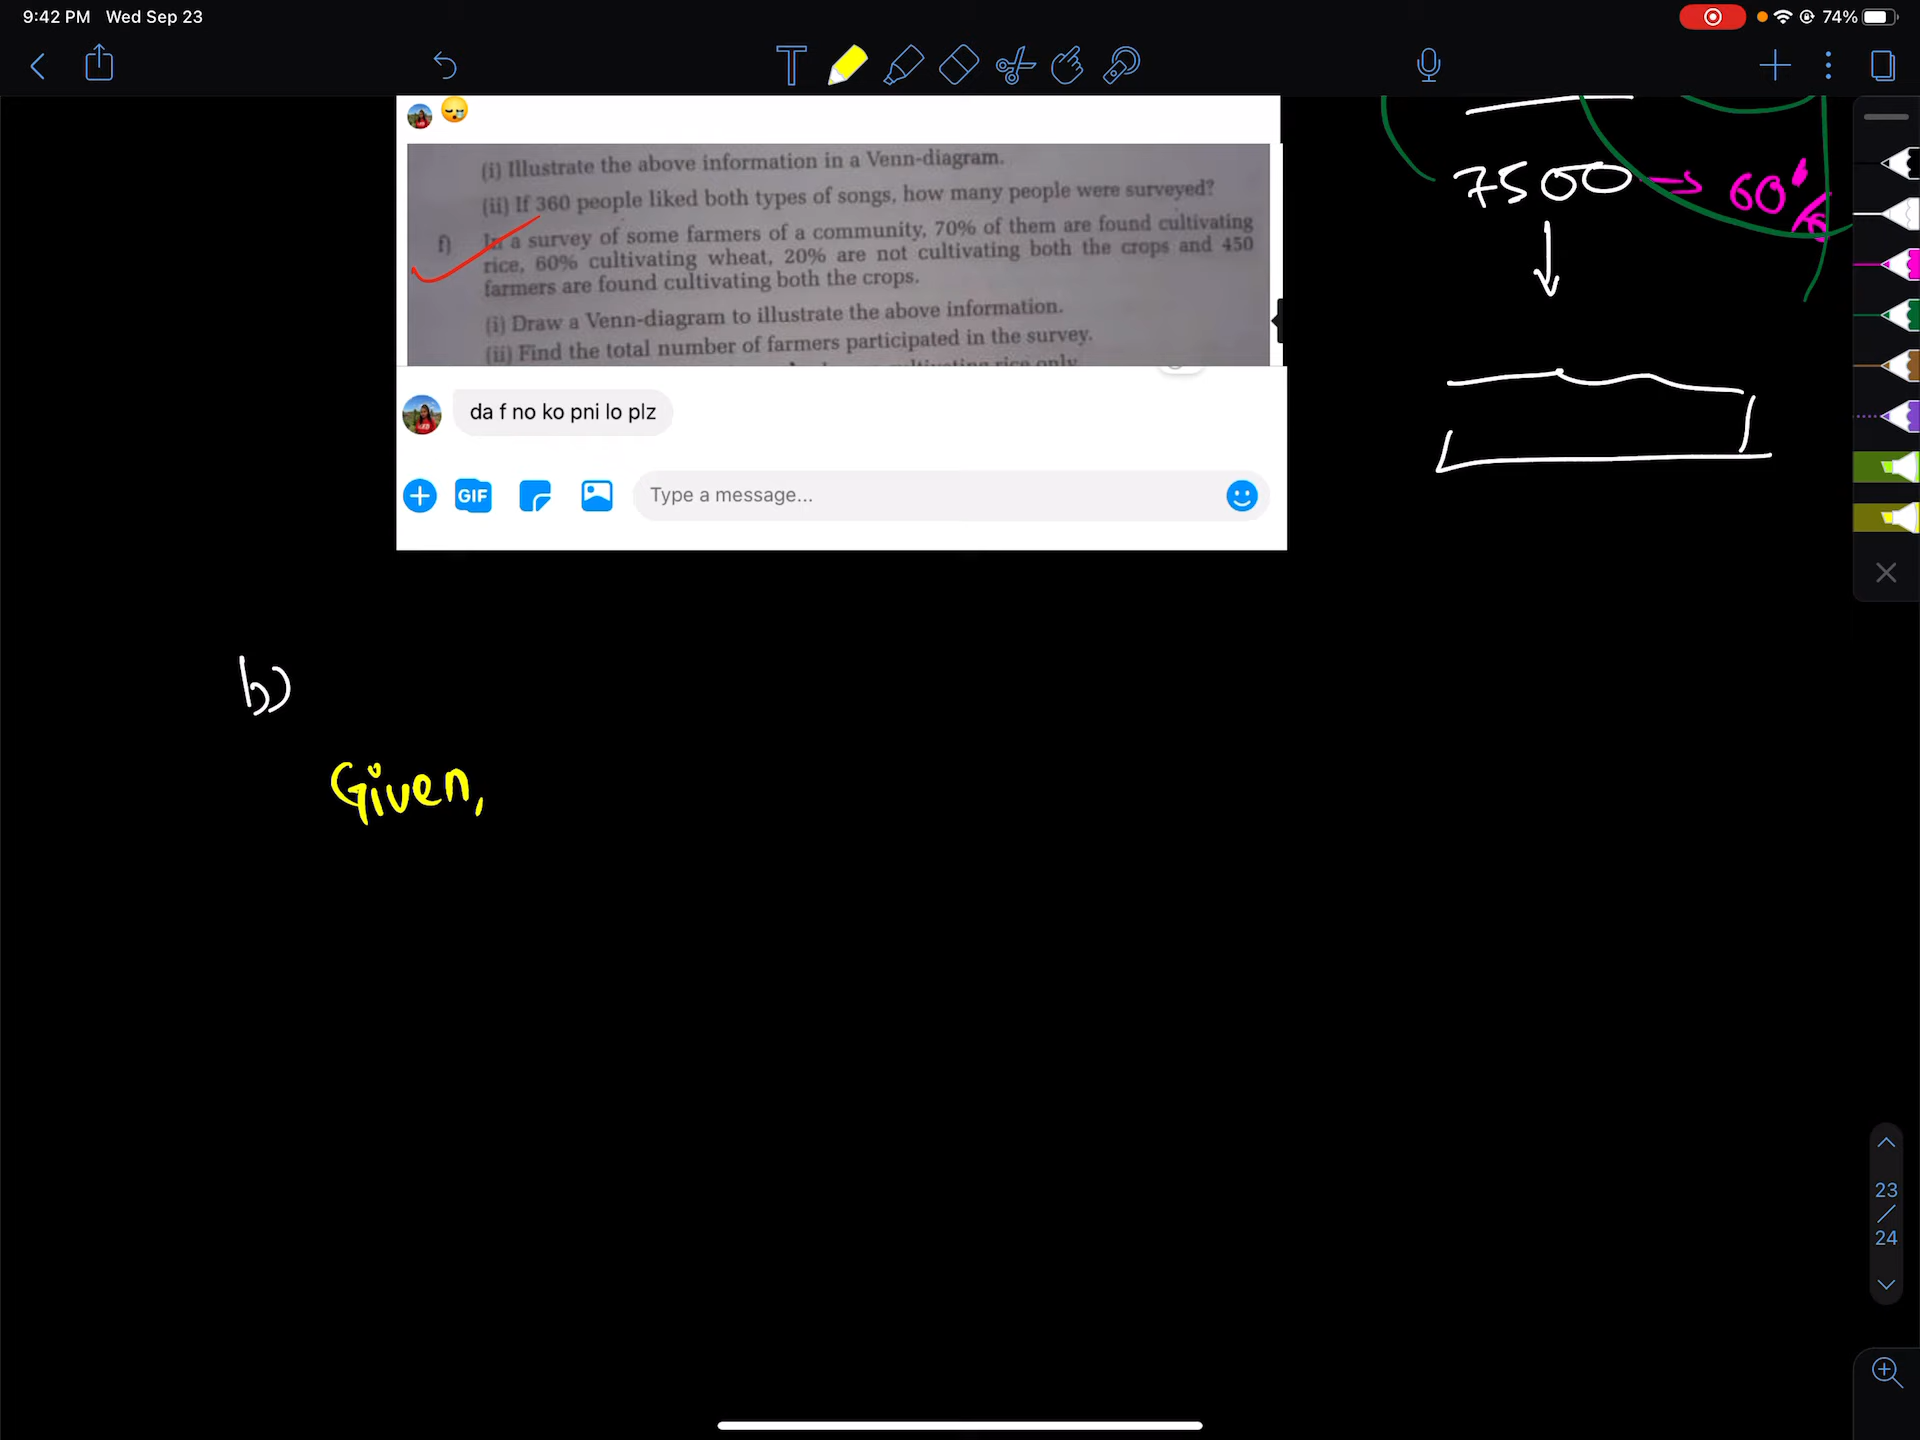 9:42 PM Wed Sep 23
74%
(i) Illustrate the above information in a Venn-diagram.
(ii) If 360 people liked both types of songs, how many people were surveyed?
f) In a survey of some farmers of a community, 70% of them are found cultivating
rice, 60% cultivating wheat, 20% are not cultivating both the crops and 450
farmers are found cultivating both the crops.
(i) Draw a Venn-diagram to illustrate the above information.
(ii) Find the total number of farmers participated in the survey.
cultivating rice only
da f no ko pni lo plz
GIF
Type a message...
7500 → 60%
b)
Given,
23
/
24